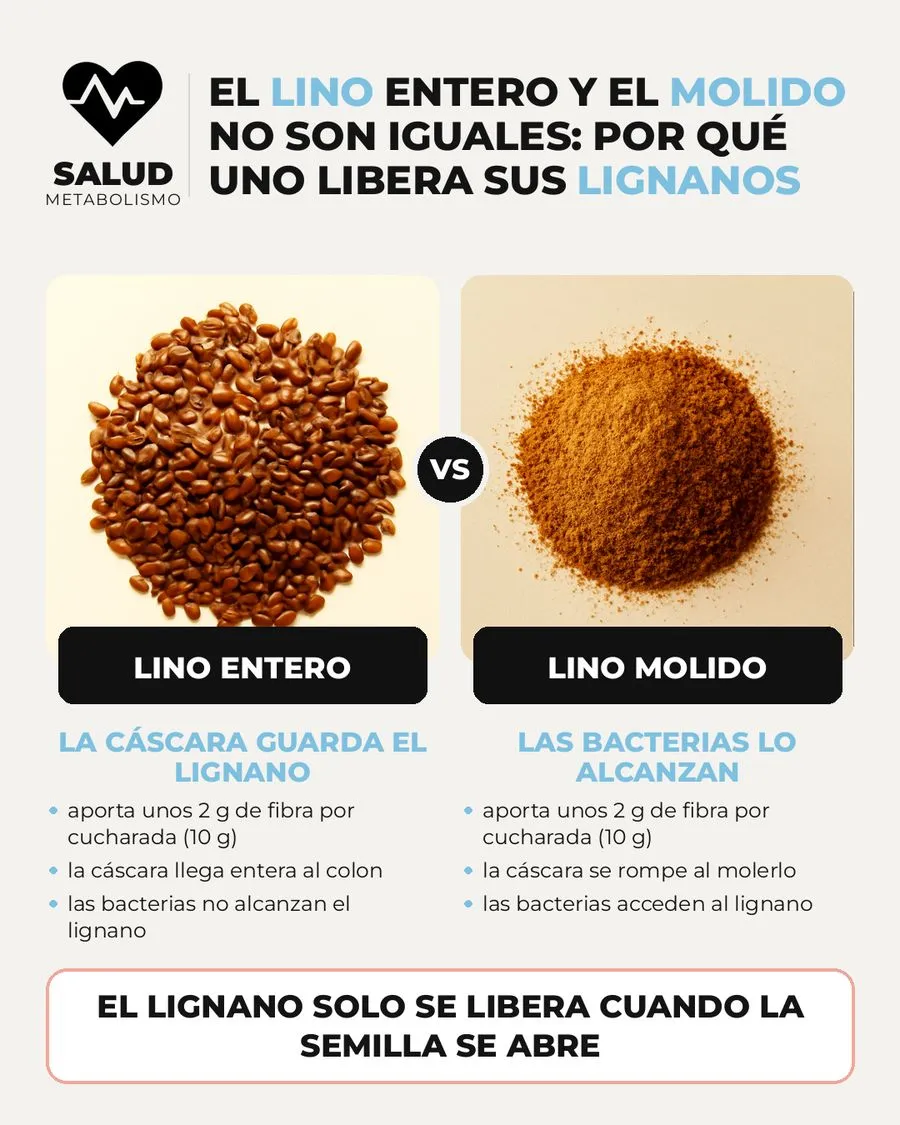 SALUD
METABOLISMO
EL LINO ENTERO Y EL MOLIDO
NO SON IGUALES: POR QUÉ
UNO LIBERA SUS LIGNANOS
VS
LINO ENTERO
LA CÁSCARA GUARDA EL
LIGNANO
• aporta unos 2 g de fibra por
cucharada (10 g)
• la cáscara llega entera al colon
• las bacterias no alcanzan el
lignano
LINO MOLIDO
LAS BACTERIAS LO
ALCANZAN
• aporta unos 2 g de fibra por
cucharada (10 g)
• la cáscara se rompe al molerlo
• las bacterias acceden al lignano
EL LIGNANO SOLO SE LIBERA CUANDO LA
SEMILLA SE ABRE